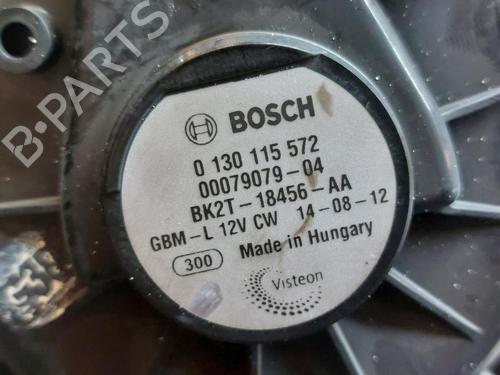 B-PARTS
BOSCH
0 130 115 572
00079079-04
BK2T-18456-AA
GBM-L 12V CW 14-08-12
300 Made in Hungary
Visteon